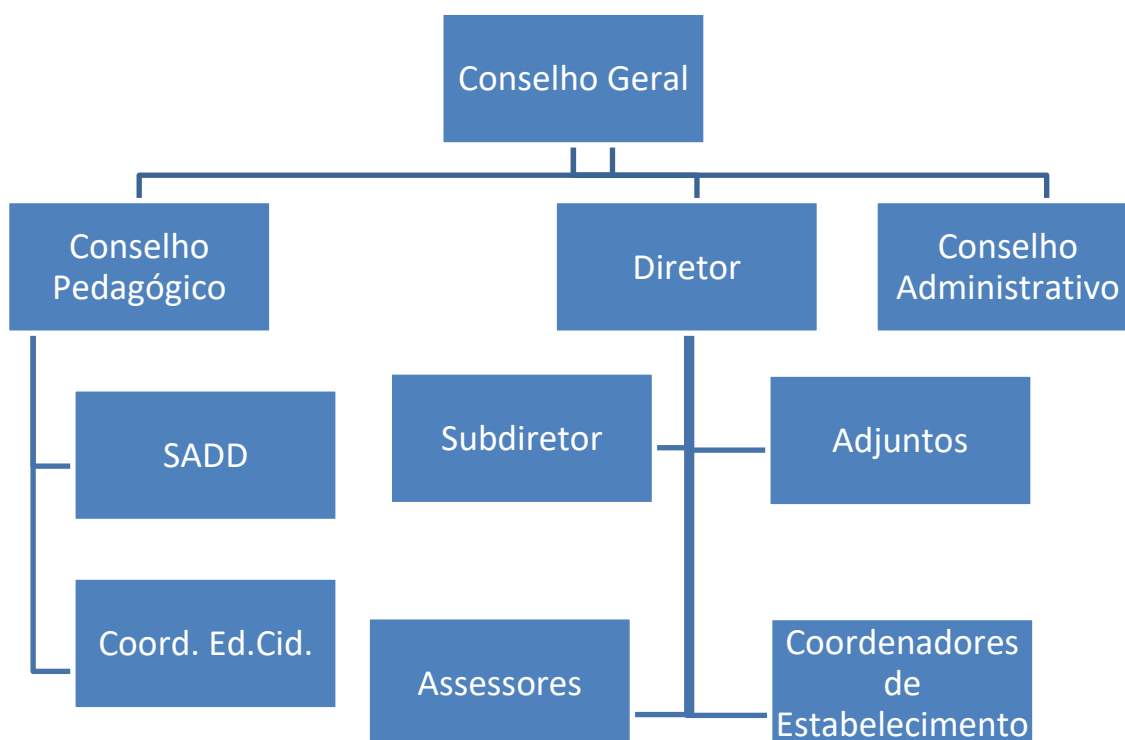 Conselho Geral
Conselho
Pedagógico
Diretor
Conselho
Administrativo
SADD
Subdiretor
Adjuntos
Coord. Ed.Cid.
Assessores
Coordenadores
de
Estabelecimento